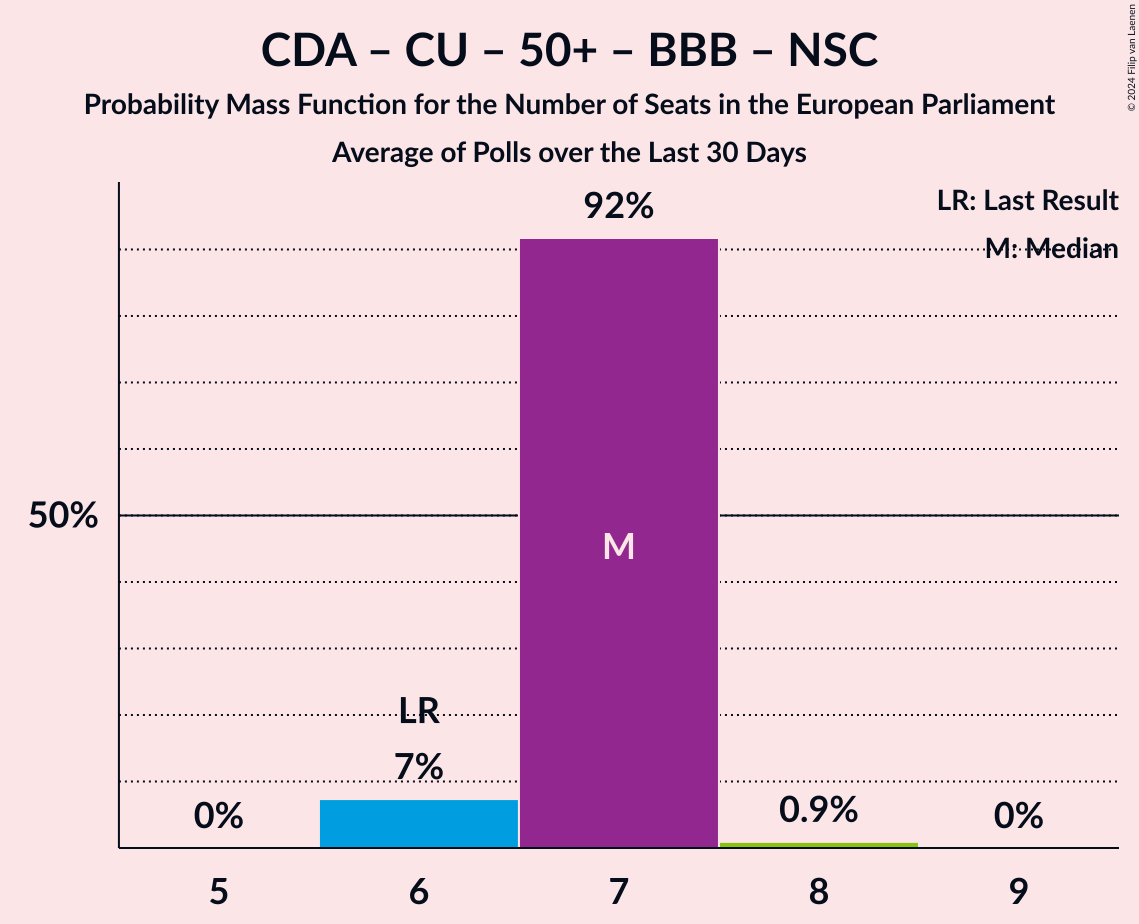 CDA – CU – 50+ – BBB – NSC
Probability Mass Function for the Number of Seats in the European Parliament
Average of Polls over the Last 30 Days
© 2024 Filip van Laenen
LR: Last Result
M: Median
92%
50%
M
LR
7%
0%
0.9%
0%
5 6 7 8 9